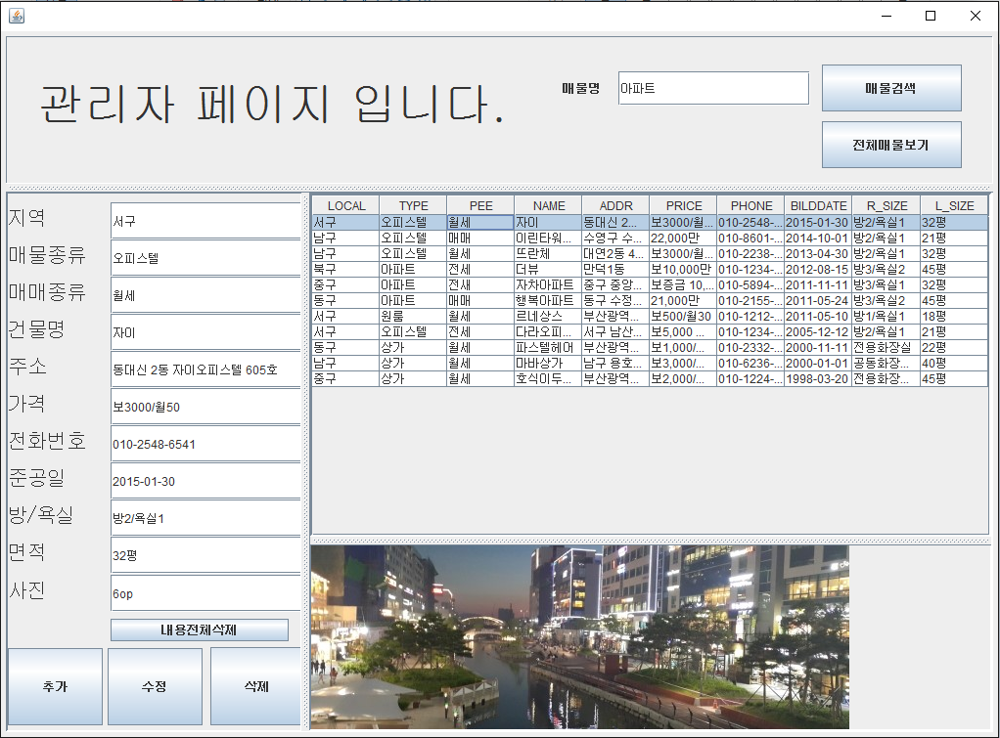 관리자 페이지 입니다.
매물명 아파트 매물검색
전체매물보기
지역 서구
매물종류 오피스텔
매매종류 월세
건물명 자이
주소 동대신 2동 자이오피스텔 605호
가격 보3000/월50
전화번호 010-2548-6541
준공일 2015-01-30
방/욕실 방2/욕실1
면적 32평
사진 6op
내용전체삭제
추가 수정 삭제
LOCAL TYPE PEE NAME ADDR PRICE PHONE BILDDATE R_SIZE L_SIZE
서구 오피스텔 월세 자이 동대신 2... 보3000/월... 010-2548-... 2015-01-30 방2/욕실1 32평
남구 오피스텔 매매 이린타워... 수영구 수... 22,000만 010-8601-... 2014-10-01 방2/욕실1 21평
남구 오피스텔 월세 뜨란체 대연2동 4... 보3000/월... 010-2238-... 2013-04-30 방2/욕실1 32평
북구 아파트 전세 더뷰 만덕1동 보10,000만 010-1234-... 2012-08-15 방3/욕실2 45평
중구 아파트 전새 자차아파트 중구 중앙... 보증금 10,... 010-5894-... 2011-11-11 방3/욕실1 32평
동구 아파트 매매 행복아파트 동구 수정... 21,000만 010-2155-... 2011-05-24 방3/욕실2 45평
서구 원룸 월세 르네상스 부산광역... 보500/월30 010-1212-... 2011-05-10 방1/욕실1 18평
서구 오피스텔 전세 다라오피... 서구 남산... 보5,000 ... 010-1234-... 2005-12-12 방2/욕실1 21평
동구 상가 월세 파스텔헤어 부산광역... 보1,000/... 010-2332-... 2000-11-11 전용화장실 22평
남구 상가 월세 마바상가 남구 용호... 보3,000/... 010-6236-... 2000-01-01 공동화장... 40평
중구 상가 월세 호식이두... 부산광역... 보2,000/... 010-1224-... 1998-03-20 전용화장... 45평